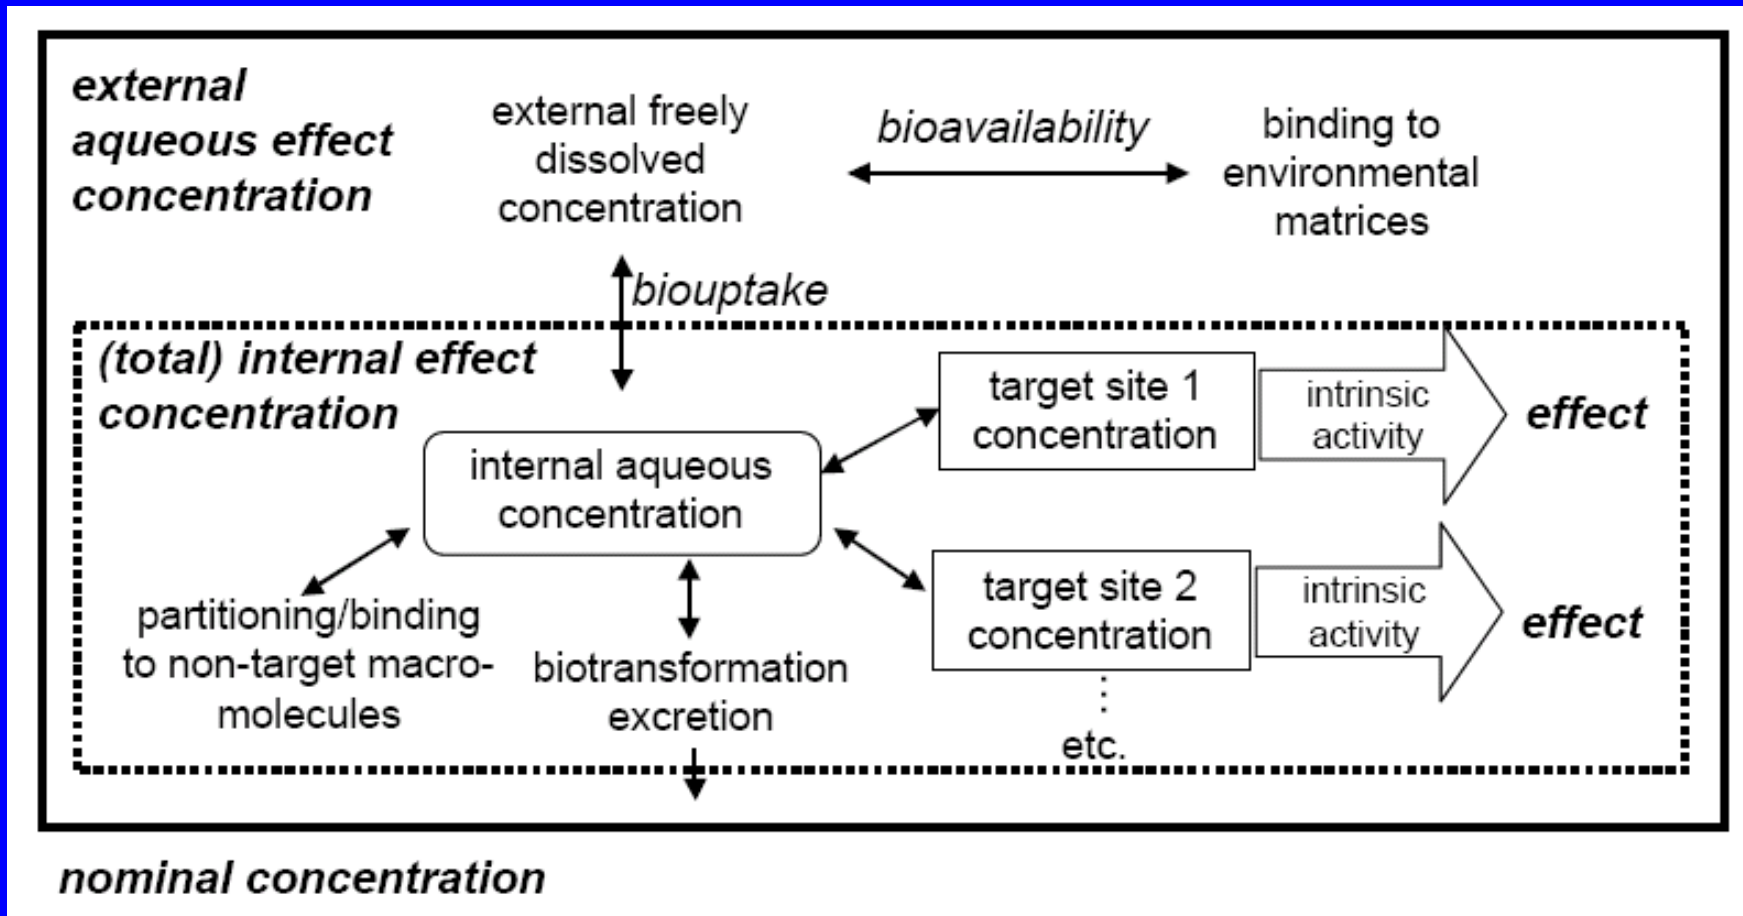 external
aqueous effect
concentration
external freely
dissolved
concentration
bioavailability
binding to
environmental
matrices
biouptake
(total) internal effect
concentration
internal aqueous
concentration
target site 1
concentration
intrinsic
activity
effect
partitioning/binding
to non-target macro-
molecules
biotransformation
excretion
target site 2
concentration
intrinsic
activity
effect
etc.
nominal concentration